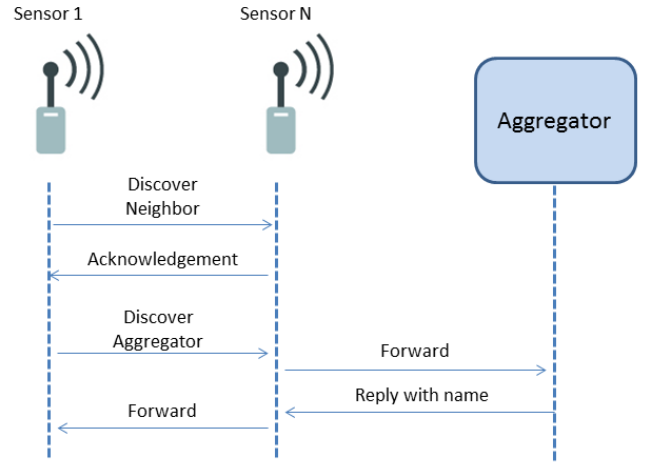 Sensor 1
Sensor N
Aggregator
Discover
Neighbor
Acknowledgement
Discover
Aggregator
Forward
Reply with name
Forward